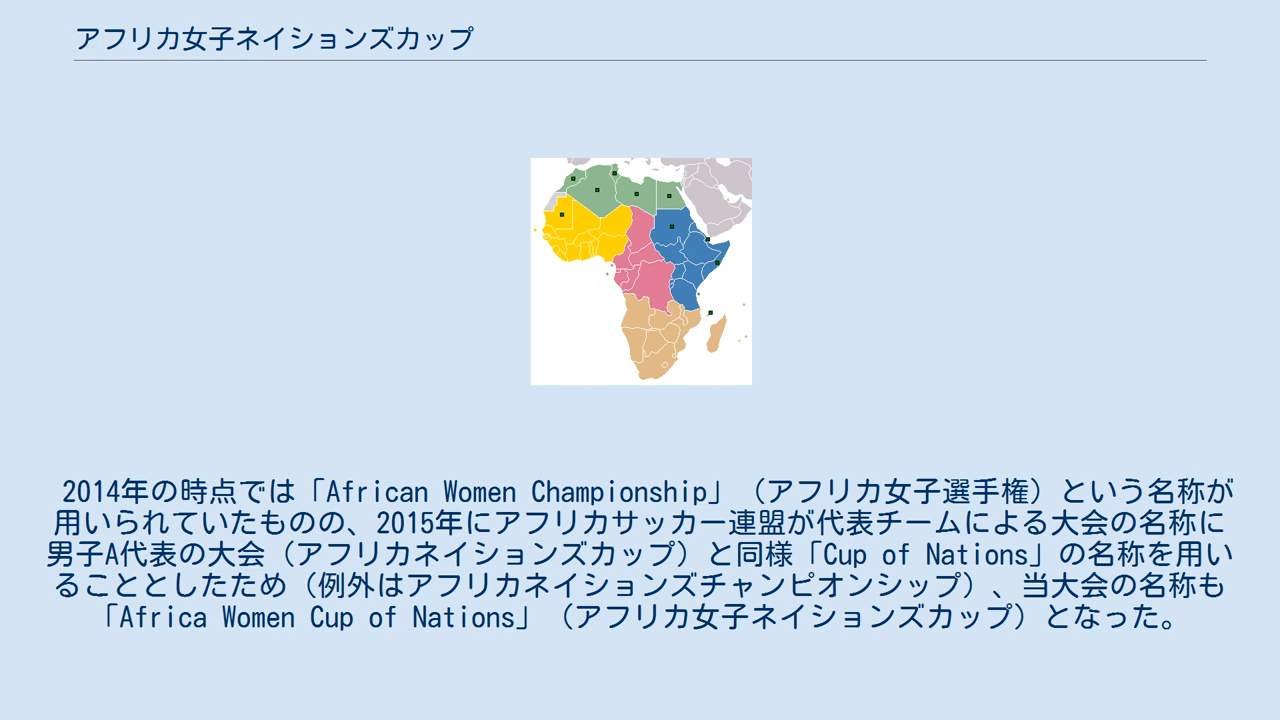 アフリカ女子ネイションズカップ
2014年の時点では「African Women Championship」（アフリカ女子選手権）という名称が
用いられていたものの、2015年にアフリカサッカー連盟が代表チームによる大会の名称に
男子A代表の大会（アフリカネイションズカップ）と同様「Cup of Nations」の名称を用い
ることとしたため（例外はアフリカネイションズチャンピオンシップ）、当大会の名称も
「Africa Women Cup of Nations」（アフリカ女子ネイションズカップ）となった。